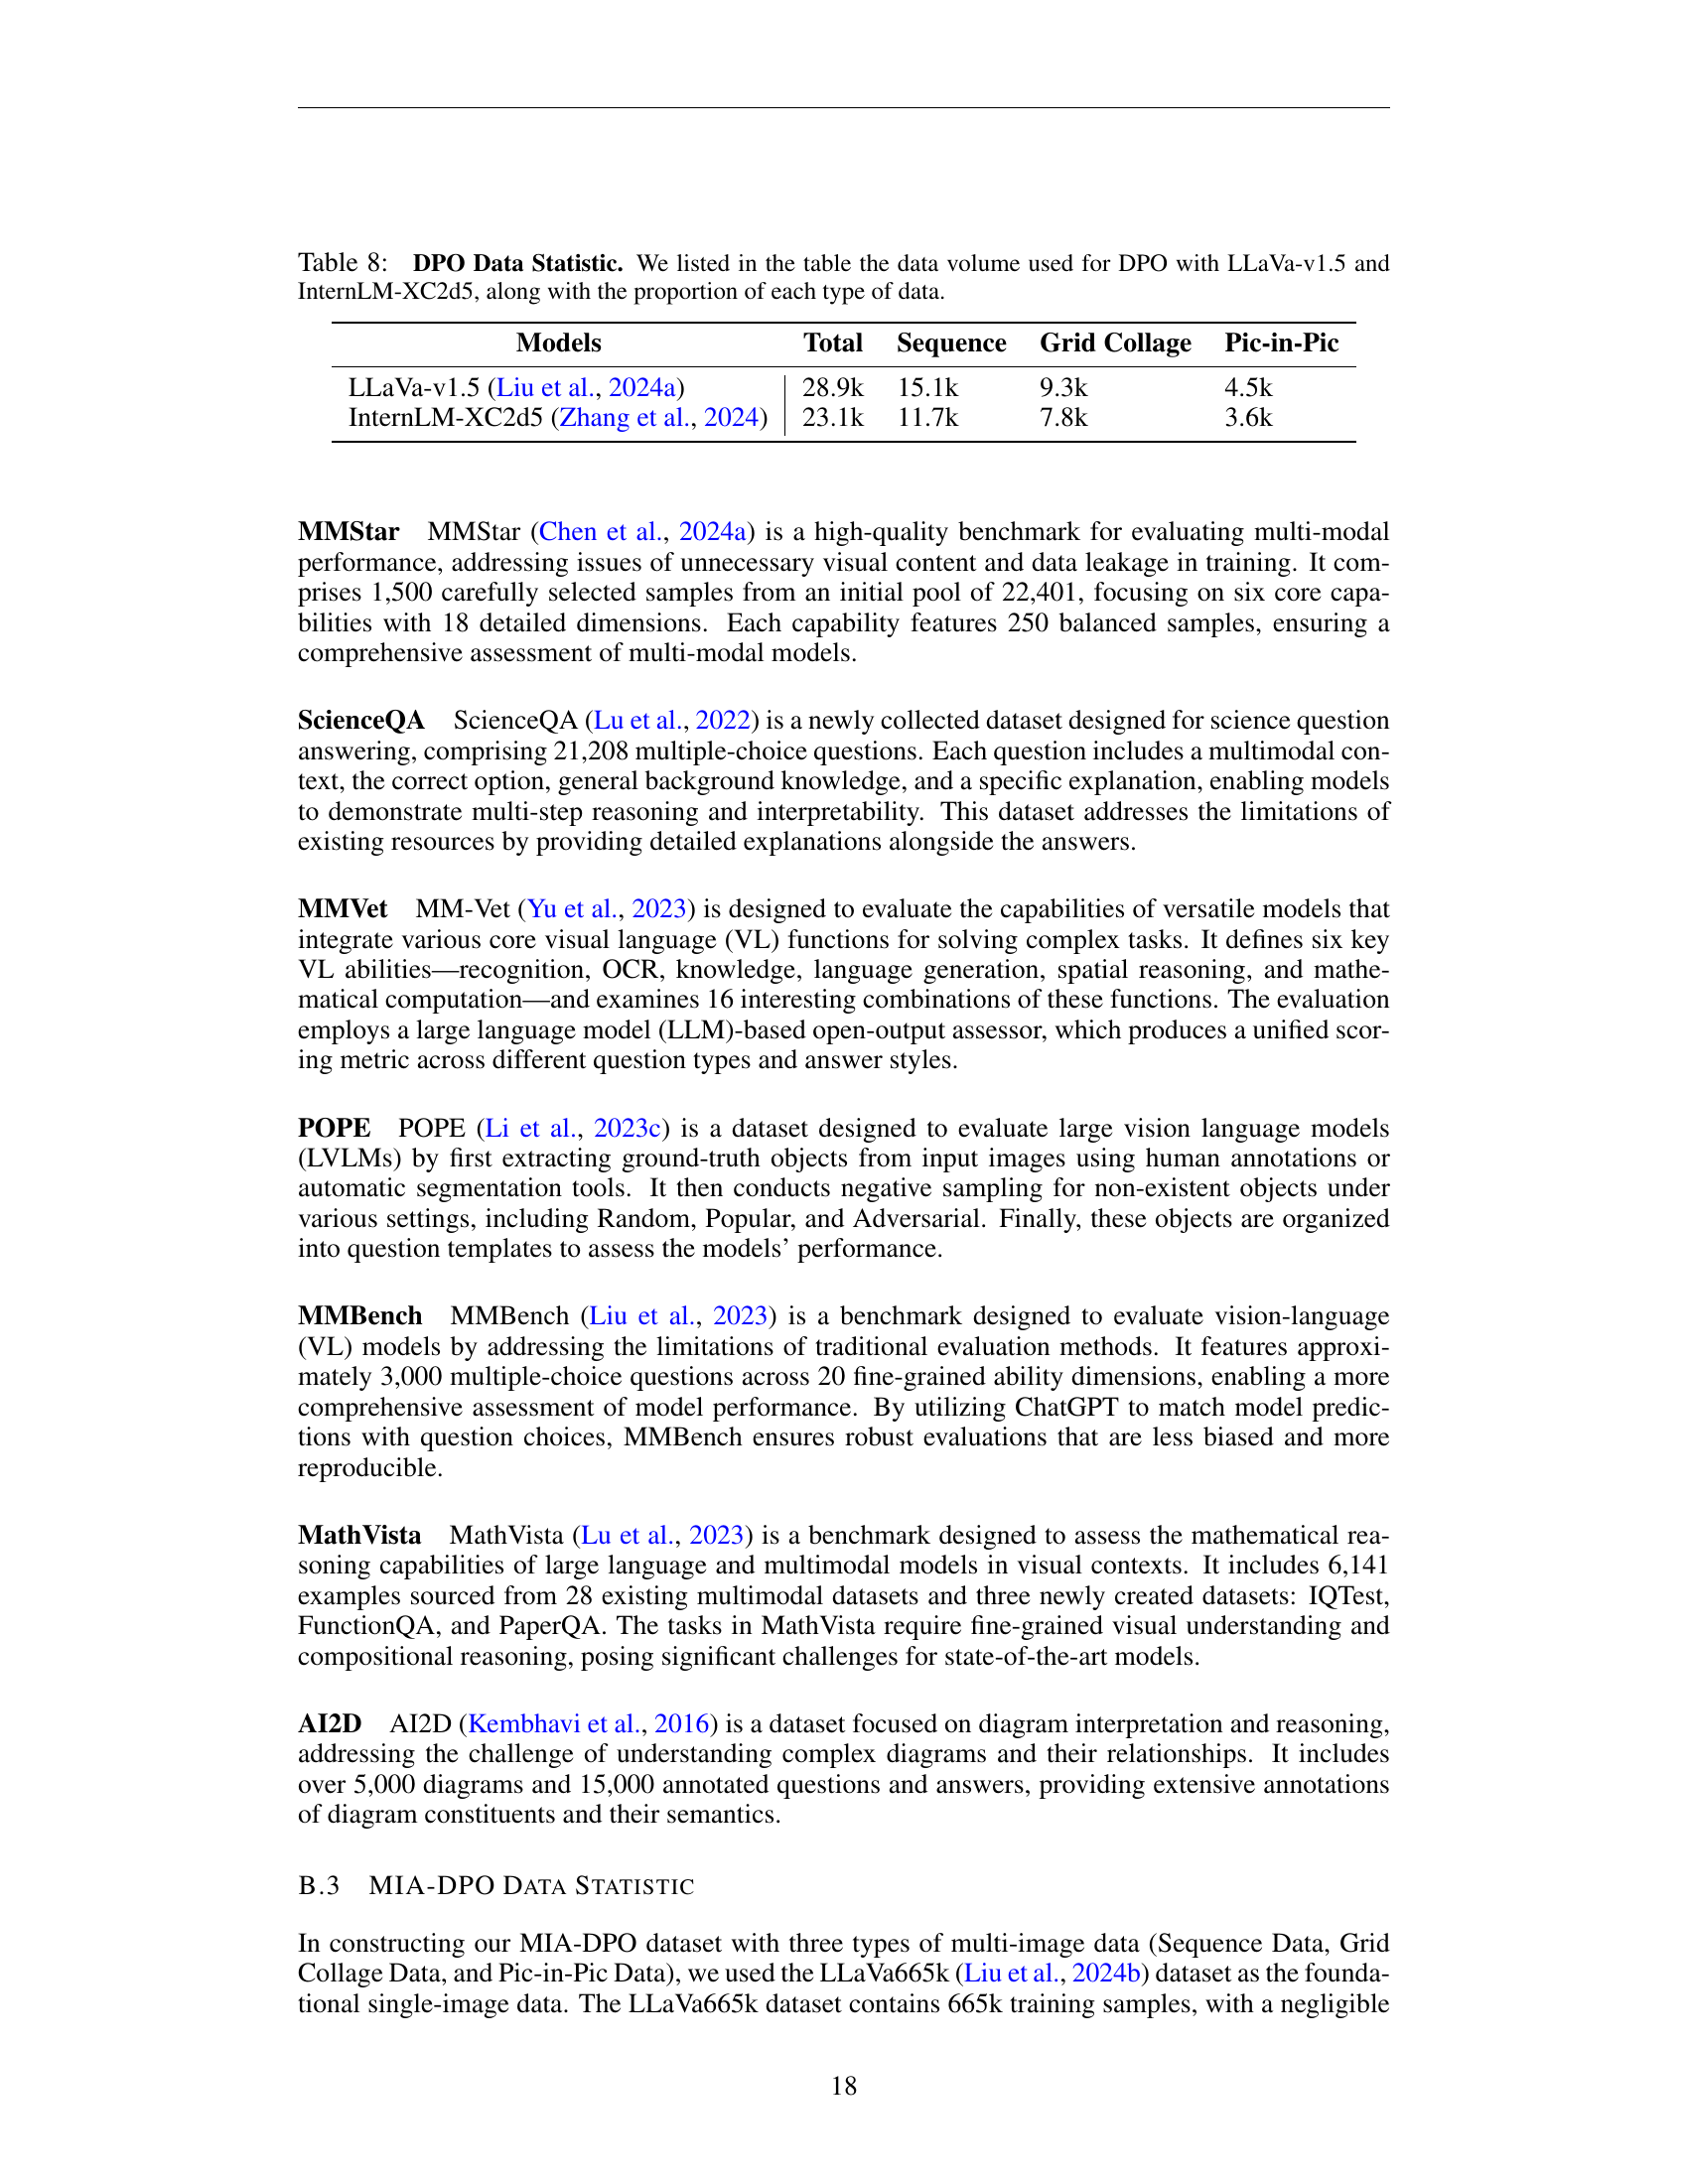 Table 8: DPO Data Statistic. We listed in the table the data volume used for DPO with LLaVa-v1.5 and
InternLM-XC2d5, along with the proportion of each type of data.
Models Total Sequence Grid Collage Pic-in-Pic
LLaVa-v1.5 (Liu et al., 2024a) 28.9k 15.1k 9.3k 4.5k
InternLM-XC2d5 (Zhang et al., 2024) 23.1k 11.7k 7.8k 3.6k
MMStar MMStar (Chen et al., 2024a) is a high-quality benchmark for evaluating multi-modal
performance, addressing issues of unnecessary visual content and data leakage in training. It com-
prises 1,500 carefully selected samples from an initial pool of 22,401, focusing on six core capa-
bilities with 18 detailed dimensions. Each capability features 250 balanced samples, ensuring a
comprehensive assessment of multi-modal models.
ScienceQA ScienceQA (Lu et al., 2022) is a newly collected dataset designed for science question
answering, comprising 21,208 multiple-choice questions. Each question includes a multimodal con-
text, the correct option, general background knowledge, and a specific explanation, enabling models
to demonstrate multi-step reasoning and interpretability. This dataset addresses the limitations of
existing resources by providing detailed explanations alongside the answers.
MMVet MM-Vet (Yu et al., 2023) is designed to evaluate the capabilities of versatile models that
integrate various core visual language (VL) functions for solving complex tasks. It defines six key
VL abilities—recognition, OCR, knowledge, language generation, spatial reasoning, and mathe-
matical computation—and examines 16 interesting combinations of these functions. The evaluation
employs a large language model (LLM)-based open-output assessor, which produces a unified scor-
ing metric across different question types and answer styles.
POPE POPE (Li et al., 2023c) is a dataset designed to evaluate large vision language models
(LVLMs) by first extracting ground-truth objects from input images using human annotations or
automatic segmentation tools. It then conducts negative sampling for non-existent objects under
various settings, including Random, Popular, and Adversarial. Finally, these objects are organized
into question templates to assess the models’ performance.
MMBench MMBench (Liu et al., 2023) is a benchmark designed to evaluate vision-language
(VL) models by addressing the limitations of traditional evaluation methods. It features approxi-
mately 3,000 multiple-choice questions across 20 fine-grained ability dimensions, enabling a more
comprehensive assessment of model performance. By utilizing ChatGPT to match model predic-
tions with question choices, MMBench ensures robust evaluations that are less biased and more
reproducible.
MathVista MathVista (Lu et al., 2023) is a benchmark designed to assess the mathematical rea-
soning capabilities of large language and multimodal models in visual contexts. It includes 6,141
examples sourced from 28 existing multimodal datasets and three newly created datasets: IQTest,
FunctionQA, and PaperQA. The tasks in MathVista require fine-grained visual understanding and
compositional reasoning, posing significant challenges for state-of-the-art models.
AI2D AI2D (Kembhavi et al., 2016) is a dataset focused on diagram interpretation and reasoning,
addressing the challenge of understanding complex diagrams and their relationships. It includes
over 5,000 diagrams and 15,000 annotated questions and answers, providing extensive annotations
of diagram constituents and their semantics.
B.3 MIA-DPO DATA STATISTIC
In constructing our MIA-DPO dataset with three types of multi-image data (Sequence Data, Grid
Collage Data, and Pic-in-Pic Data), we used the LLaVa665k (Liu et al., 2024b) dataset as the founda-
tional single-image data. The LLaVa665k dataset contains 665k training samples, with a negligible
18